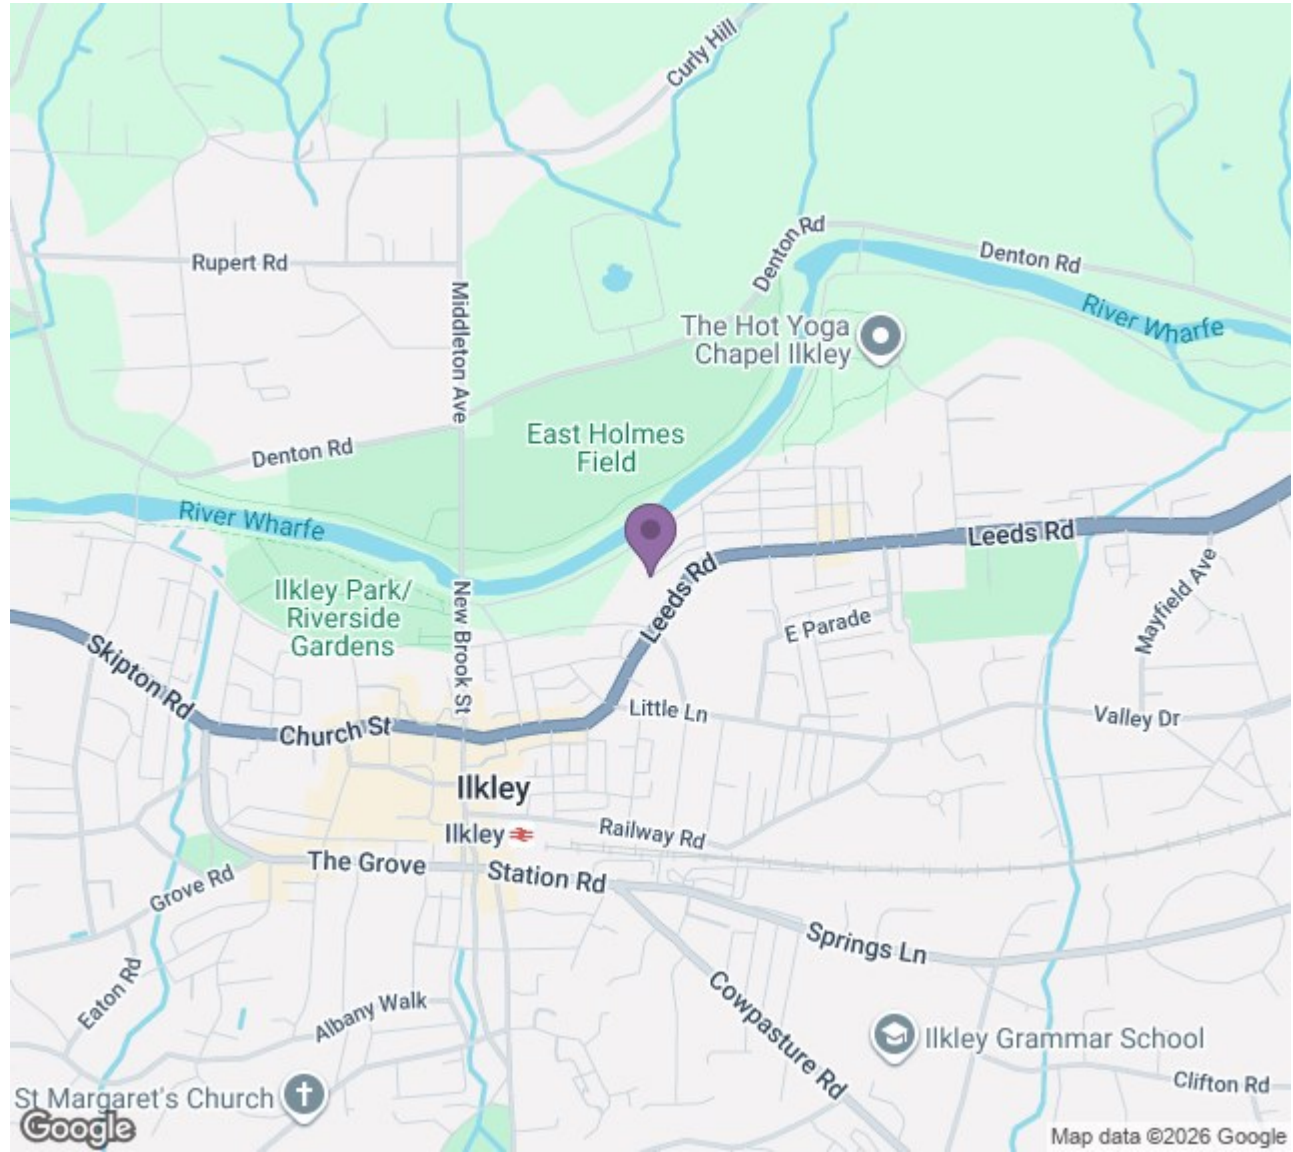 Curly Hill
Denton Rd
Denton Rd
Rupert Rd
Middleton Ave
River Wharfe
The Hot Yoga
Chapel Ilkley
East Holmes
Field
Denton Rd
River Wharfe
Leeds Rd
Leeds Rd
Mayfield Ave
Ilkley Park/
Riverside
Gardens
New Brook St
E Parade
Skipton Rd
Little Ln
Valley Dr
Church St
Ilkley
Ilkley
Railway Rd
The Grove
Station Rd
Grove Rd
Springs Ln
Eaton Rd
Albany Walk
Cowpasture Rd
Ilkley Grammar School
Clifton Rd
St Margaret's Church
Google
Map data ©2026 Google